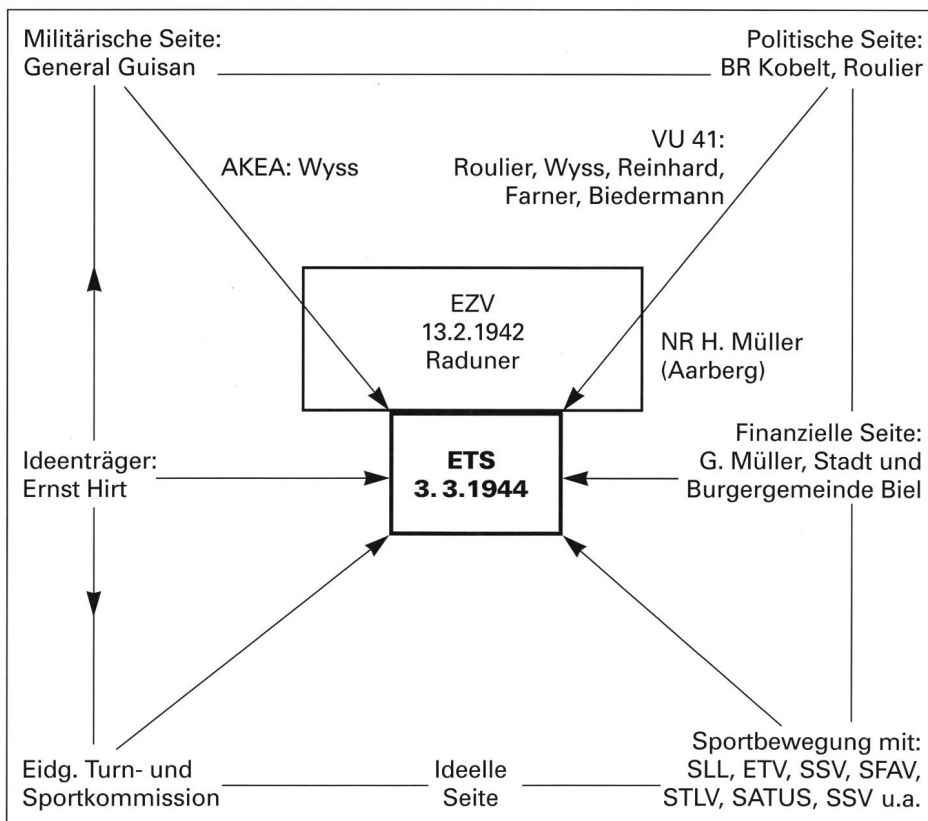 Militärische Seite:
General Guisan
Politische Seite:
BR Kobelt, Roulier
AKEA: Wyss
VU 41:
Roulier, Wyss, Reinhard,
Farner, Biedermann
EZV
13.2.1942
Raduner
NR H. Müller
(Aarberg)
Ideenträger:
Ernst Hirt
ETS
3. 3.1944
Finanzielle Seite:
G. Müller, Stadt und
Burgergemeinde Biel
Eidg. Turn- und
Sportkommission
Ideelle
Seite
Sportbewegung mit:
SLL, ETV, SSV, SFAV,
STLV, SATUS, SSV u.a.